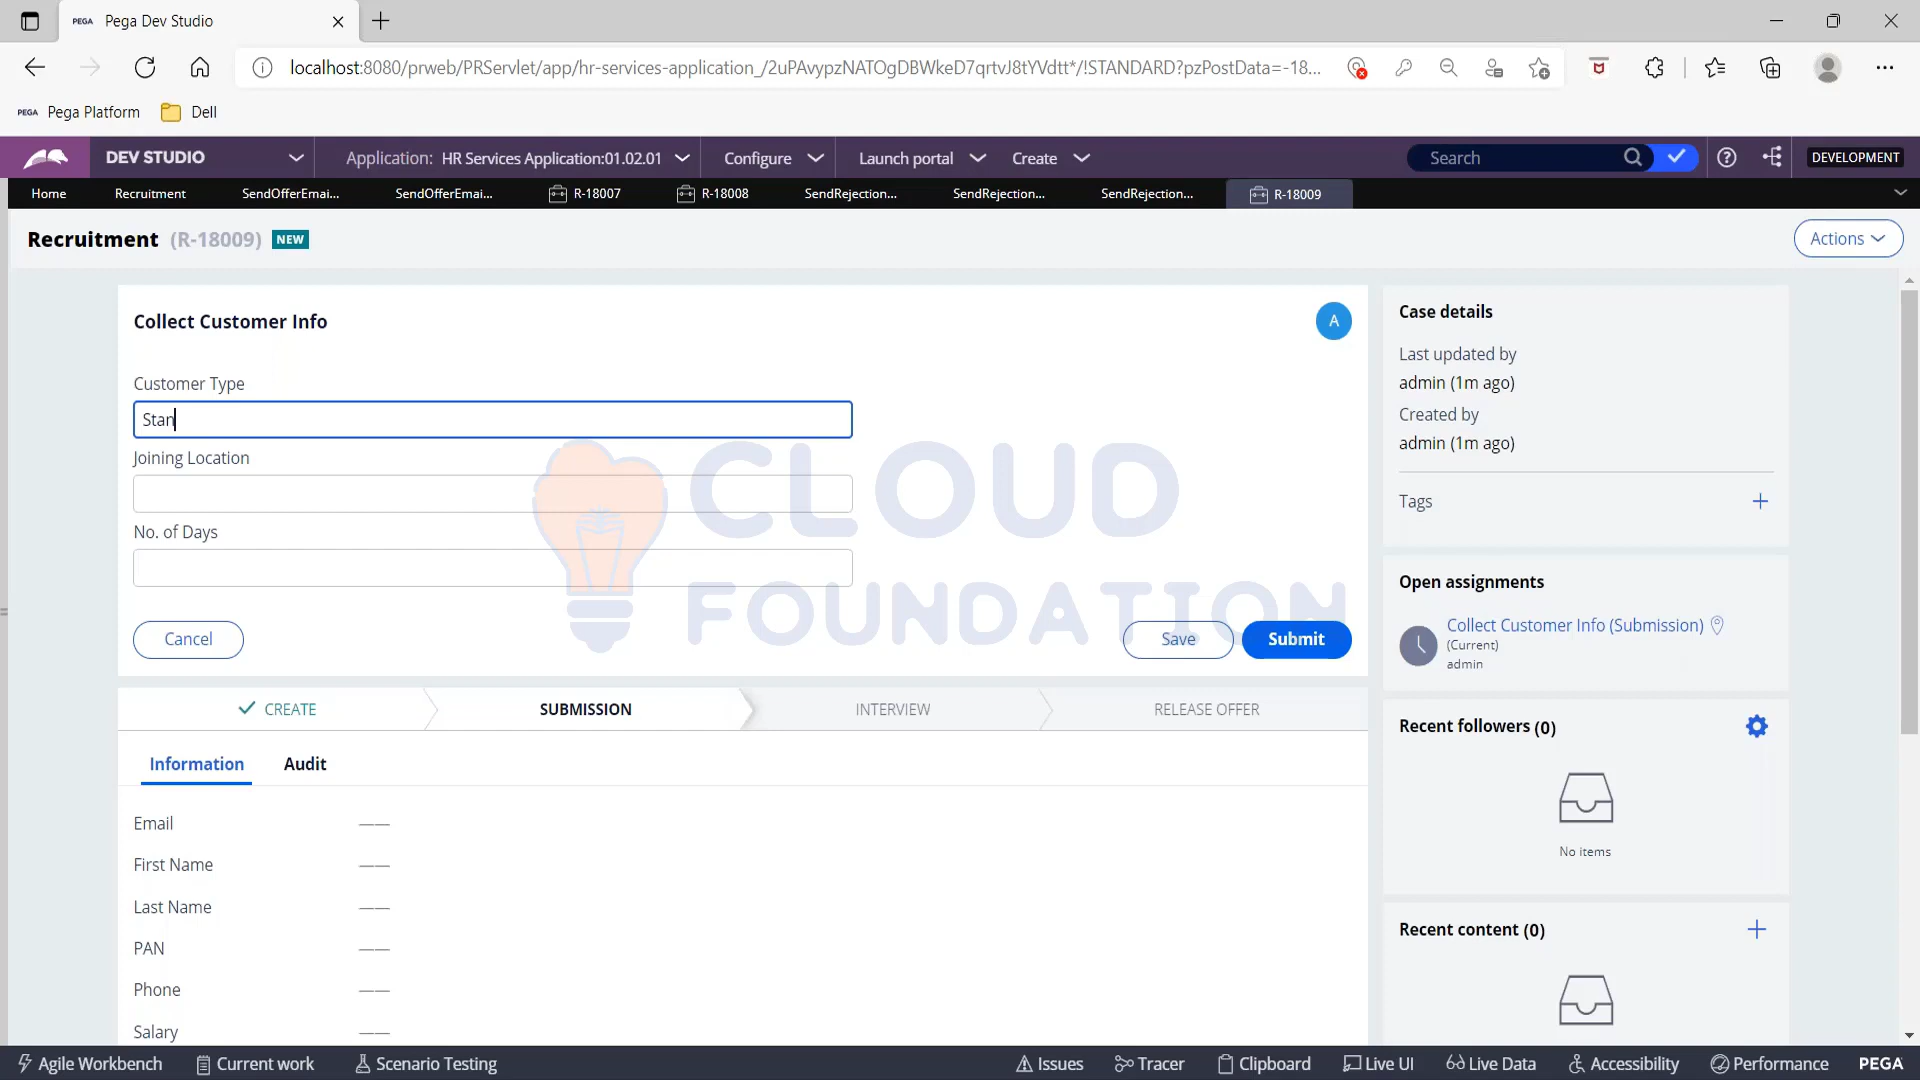 PEGA Pega Dev Studio
localhost:8080/prweb/PRServlet/app/hr-services-application_/2uPAvypzNATOgDBWkeD7qrtvJ8tYVdtt*/!STANDARD?pzPostData=-18...
PEGA Pega Platform Dell
DEV STUDIO Application: HR Services Application:01.02.01 Configure Launch portal Create Search DEVELOPMENT
Home Recruitment SendOfferEmai... SendOfferEmai... R-18007 R-18008 SendRejection... SendRejection... SendRejection... R-18009
Recruitment (R-18009) NEW Actions
Collect Customer Info A
Customer Type
Stan
Joining Location
No. of Days
Cancel Save Submit
CLOUD
FOUNDATION
CREATE SUBMISSION INTERVIEW RELEASE OFFER
Information Audit
Email ——
First Name ——
Last Name ——
PAN ——
Phone ——
Salary ——
Case details
Last updated by
admin (1m ago)
Created by
admin (1m ago)
Tags
Open assignments
Collect Customer Info (Submission)
(Current)
admin
Recent followers (0)
No items
Recent content (0)
Agile Workbench Current work Scenario Testing Issues Tracer Clipboard Live UI Live Data Accessibility Performance PEGA